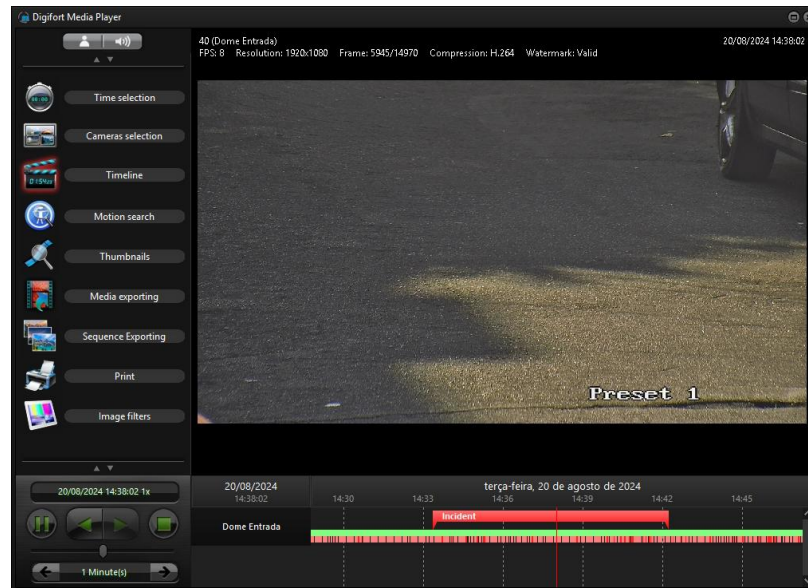 Digifort Media Player
40 (Dome Entrada)
20/08/2024 14:38:02
FPS: 8 Resolution: 1920x1080 Frame: 5945/14970 Compression: H.264 Watermark: Valid
Time selection
Cameras selection
Timeline
Motion search
Thumbnails
Media exporting
Sequence Exporting
Print
Image filters
Preset 1
20/08/2024 14:38:02 1x
1 Minute(s)
20/08/2024
14:38:02
terça-feira, 20 de agosto de 2024
14:30 14:33 14:36 14:39 14:42 14:45
Dome Entrada
Incident